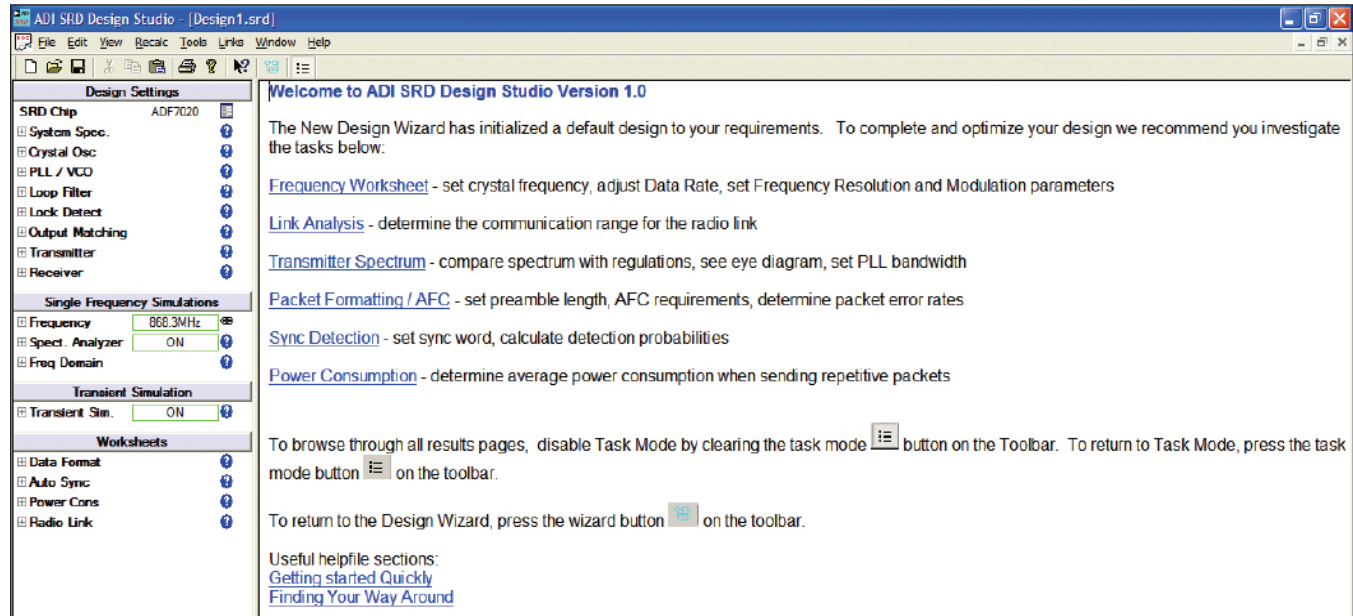 ADI SRD Design Studio - [Design1.srd]
File Edit View Recalc Tools Links Window Help
Design Settings
SRD Chip ADF7020
System Spec.
Crystal Osc
PLL / VCO
Loop Filter
Lock Detect
Output Matching
Transmitter
Receiver
Single Frequency Simulations
Frequency 868.3MHz
Spect. Analyzer ON
Freq Domain
Transient Simulation
Transient Sim. ON
Worksheets
Data Format
Auto Sync
Power Cons
Radio Link
Welcome to ADI SRD Design Studio Version 1.0
The New Design Wizard has initialized a default design to your requirements. To complete and optimize your design we recommend you investigate
the tasks below:
Frequency Worksheet - set crystal frequency, adjust Data Rate, set Frequency Resolution and Modulation parameters
Link Analysis - determine the communication range for the radio link
Transmitter Spectrum - compare spectrum with regulations, see eye diagram, set PLL bandwidth
Packet Formatting / AFC - set preamble length, AFC requirements, determine packet error rates
Sync Detection - set sync word, calculate detection probabilities
Power Consumption - determine average power consumption when sending repetitive packets
To browse through all results pages, disable Task Mode by clearing the task mode button on the Toolbar. To return to Task Mode, press the task
mode button on the toolbar.
To return to the Design Wizard, press the wizard button on the toolbar.
Useful helpfile sections:
Getting started Quickly
Finding Your Way Around